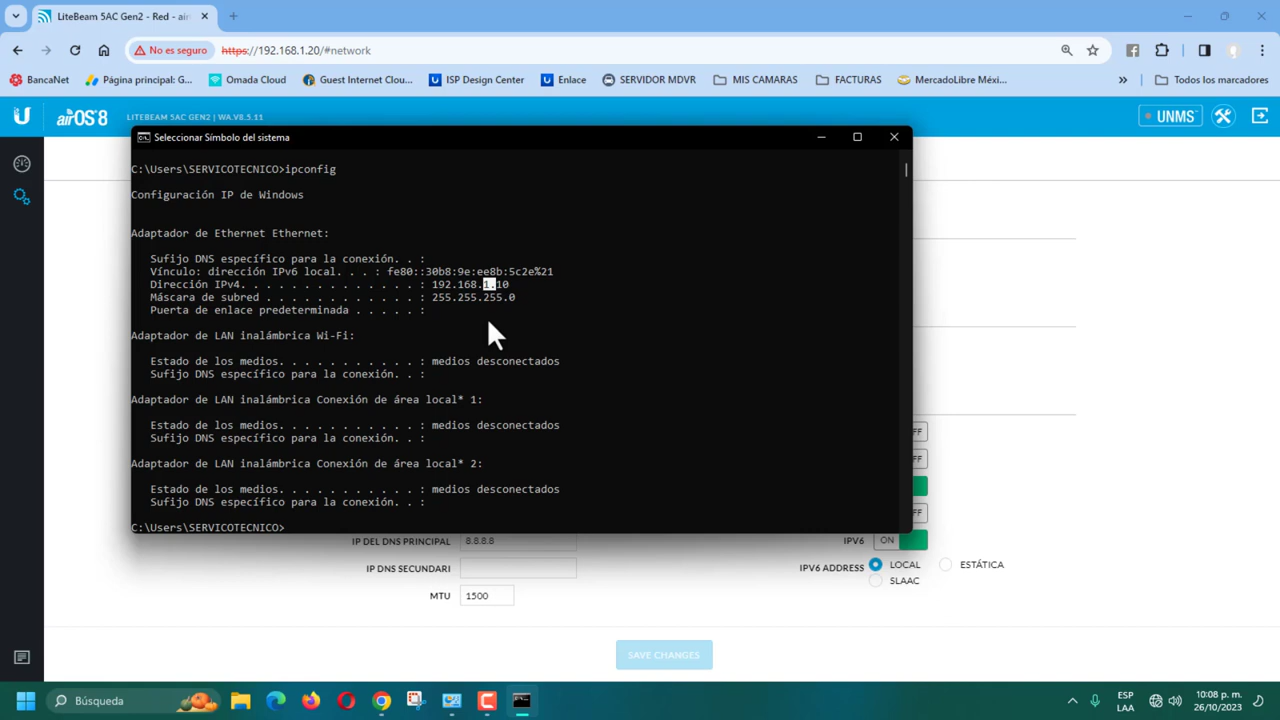 LiteBeam 5AC Gen2 - Red - air
No es seguro
https://192.168.1.20/#network
BancaNet
Página principal: G...
Omada Cloud
Guest Internet Clou...
ISP Design Center
Enlace
SERVIDOR MDVR
MIS CAMARAS
FACTURAS
MercadoLibre Méxi...
Todos los marcadores
airOS 8
LITEBEAM 5AC GEN2 | WA.V8.5.11
UNMS™
Seleccionar Símbolo del sistema
C:\Users\SERVICOTECNICO>ipconfig
Configuración IP de Windows
Adaptador de Ethernet Ethernet:
Sufijo DNS específico para la conexión. . :
Vínculo: dirección IPv6 local. . . : fe80::30b8:9e:ee8b:5c2e%21
Dirección IPv4. . . . . . . . . . . . . . : 192.168.1.10
Máscara de subred . . . . . . . . . . . . : 255.255.255.0
Puerta de enlace predeterminada . . . . . :
Adaptador de LAN inalámbrica Wi-Fi:
Estado de los medios. . . . . . . . . . . : medios desconectados
Sufijo DNS específico para la conexión. . :
Adaptador de LAN inalámbrica Conexión de área local* 1:
Estado de los medios. . . . . . . . . . . : medios desconectados
Sufijo DNS específico para la conexión. . :
Adaptador de LAN inalámbrica Conexión de área local* 2:
Estado de los medios. . . . . . . . . . . : medios desconectados
Sufijo DNS específico para la conexión. . :
C:\Users\SERVICOTECNICO>
IP DEL DNS PRINCIPAL 8.8.8.8
IPV6 ON
IP DNS SECUNDARI
IPV6 ADDRESS LOCAL ESTÁTICA
SLAAC
MTU 1500
SAVE CHANGES
Búsqueda
ESP
LAA
10:08 p. m.
26/10/2023